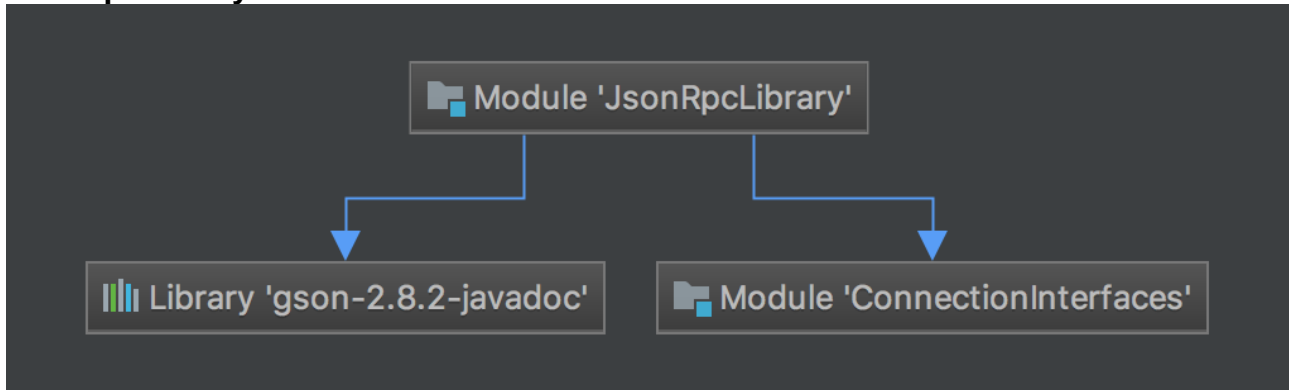 Module 'JsonRpcLibrary'
Library 'gson-2.8.2-javadoc'
Module 'ConnectionInterfaces'